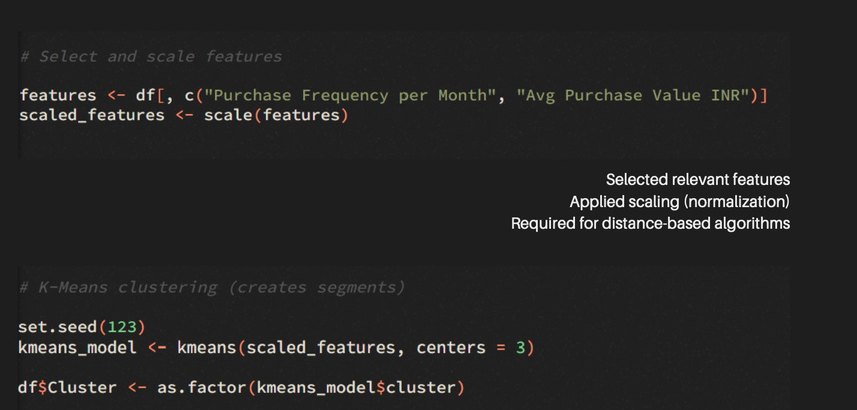 # Select and scale features
features <- df[, c("Purchase Frequency per Month", "Avg Purchase Value INR")]
scaled_features <- scale(features)
Selected relevant features
Applied scaling (normalization)
Required for distance-based algorithms
# K-Means clustering (creates segments)
set.seed(123)
kmeans_model <- kmeans(scaled_features, centers = 3)
df$Cluster <- as.factor(kmeans_model$cluster)